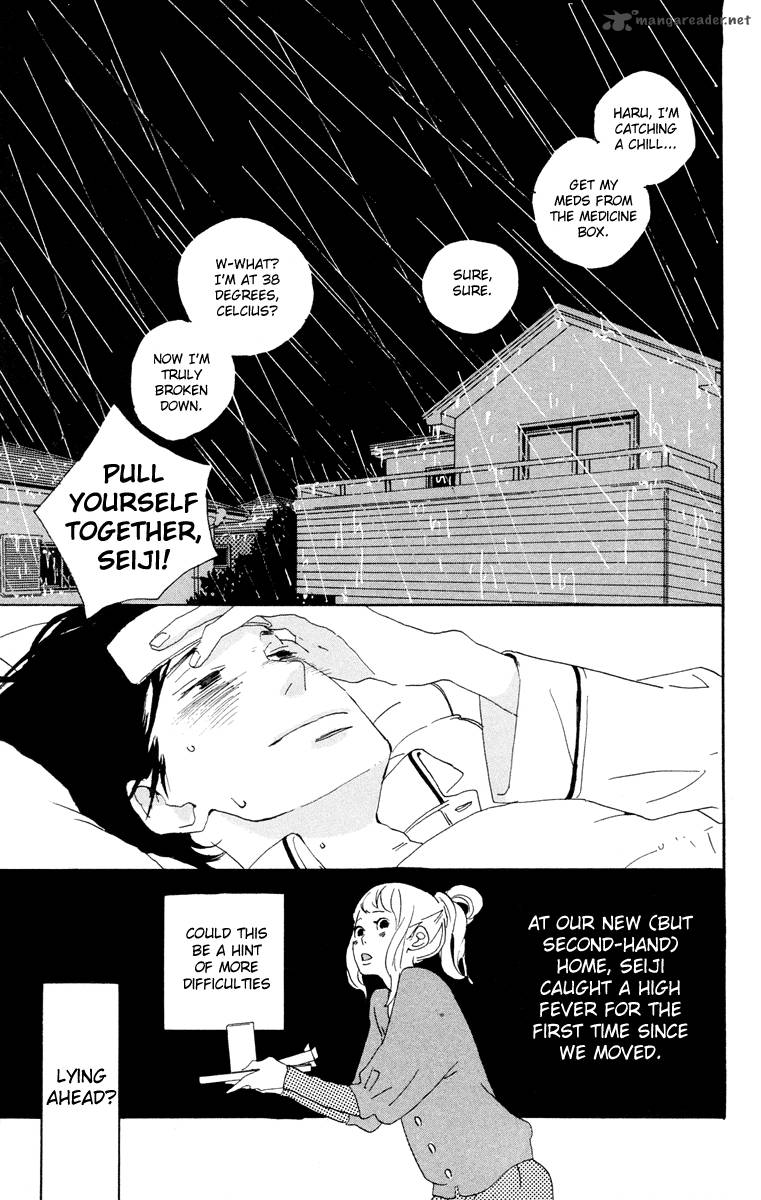 mangareader.net
HARU, I'M
CATCHING
A CHILL...
GET MY
MEDS FROM
THE MEDICINE
BOX.
SURE,
SURE.
W-WHAT?
I'M AT 38
DEGREES,
CELCIUS?
NOW I'M
TRULY
BROKEN
DOWN.
PULL
YOURSELF
TOGETHER,
SEIJI!
AT OUR NEW (BUT
SECOND-HAND)
HOME, SEIJI
CAUGHT A HIGH
FEVER FOR THE
FIRST TIME SINCE
WE MOVED.
COULD THIS
BE A HINT
OF MORE
DIFFICULTIES
LYING
AHEAD?